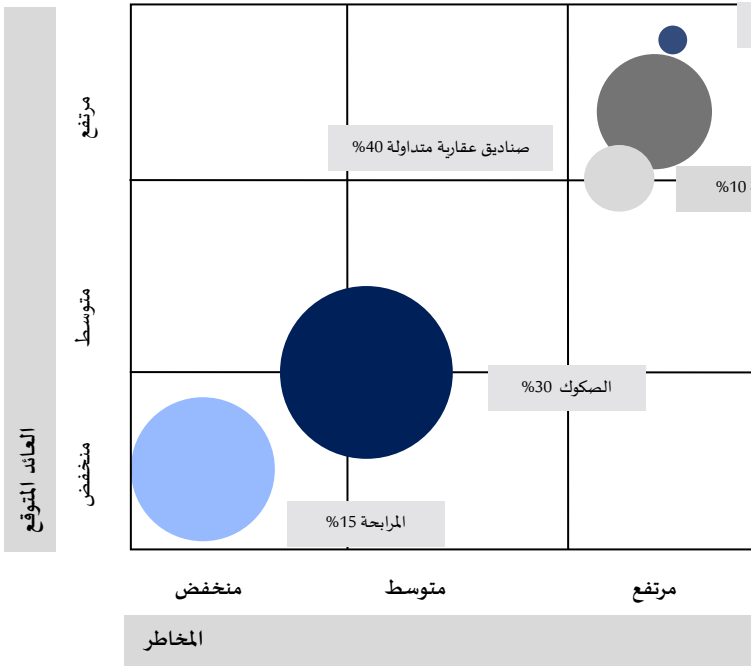 مرتفع
صناديق عقارية متداولة 40%
10%
متوسط
الصكوك 30%
منخفض
العائد المتوقع
المرابحة 15%
منخفض
متوسط
مرتفع
المخاطر